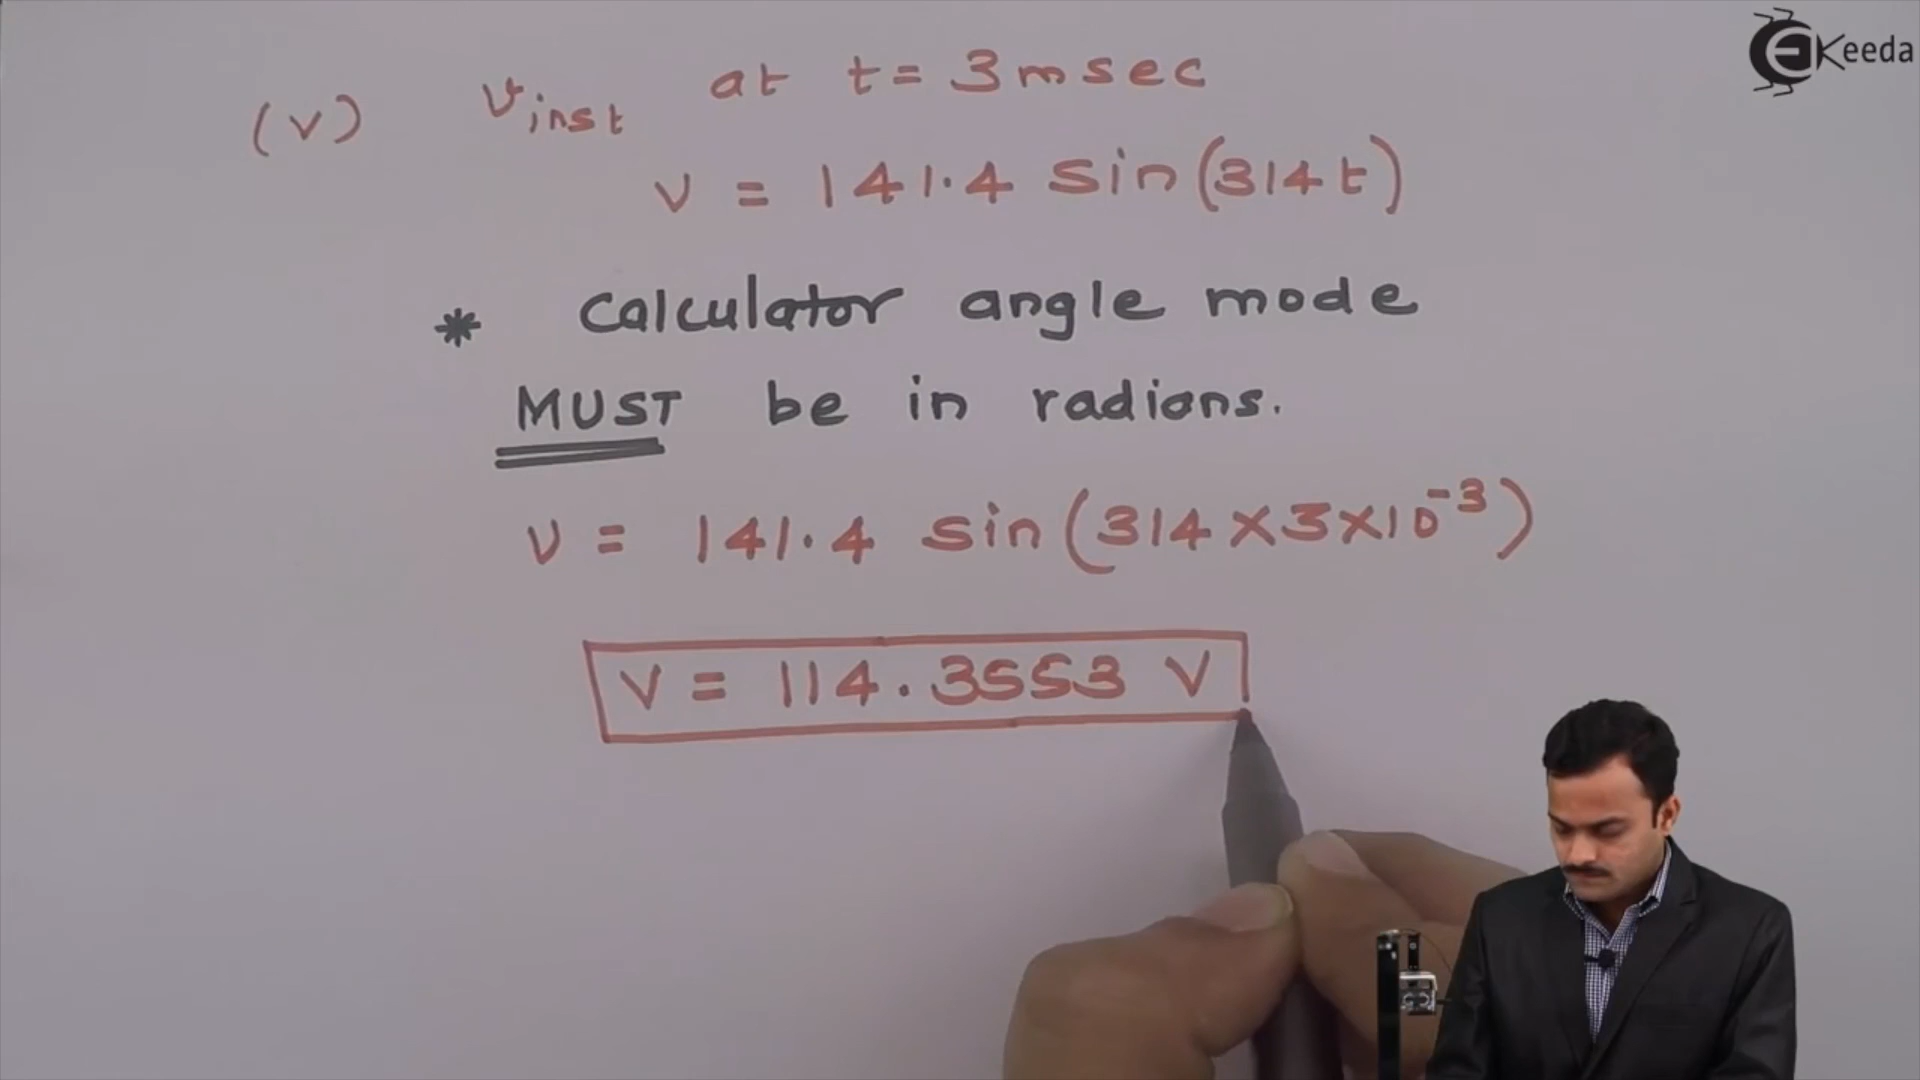 eKeeda
(v) vinst at t = 3 msec
v = 141.4 sin(314 t)
* Calculator angle mode
MUST be in radians.
v = 141.4 sin(314 × 3 × 10⁻³)
v = 114.3553 V